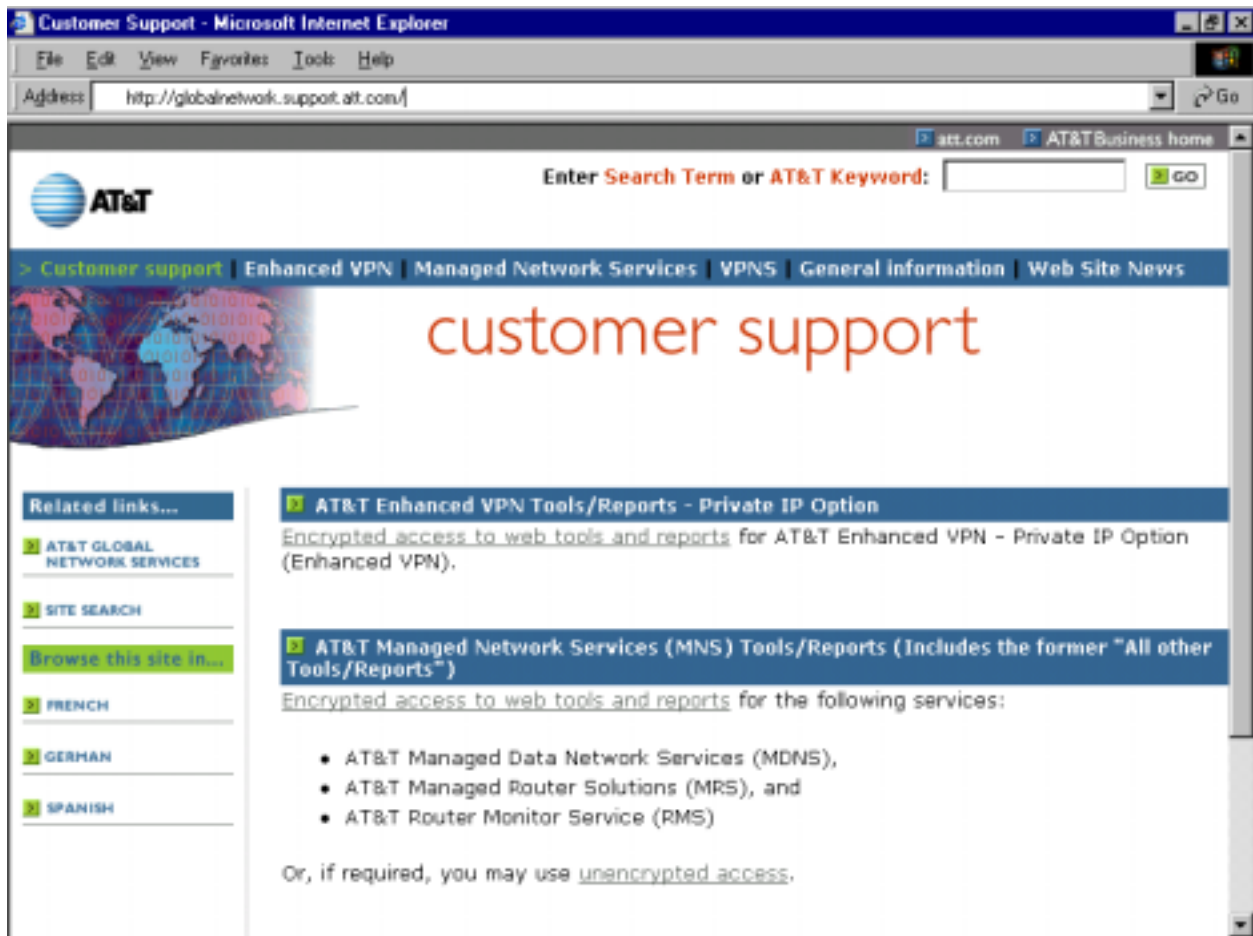 Customer Support - Microsoft Internet Explorer
File Edit View Favorites Tools Help
Address http://globalnetwork.support.att.com/ Go
att.com AT&T Business home
Enter Search Term or AT&T Keyword: GO
AT&T
> Customer support | Enhanced VPN | Managed Network Services | VPNS | General information | Web Site News
customer support
Related links...
AT&T GLOBAL
NETWORK SERVICES
SITE SEARCH
Browse this site in...
FRENCH
GERMAN
SPANISH
AT&T Enhanced VPN Tools/Reports - Private IP Option
Encrypted access to web tools and reports for AT&T Enhanced VPN - Private IP Option
(Enhanced VPN).
AT&T Managed Network Services (MNS) Tools/Reports (Includes the former "All other
Tools/Reports")
Encrypted access to web tools and reports for the following services:
• AT&T Managed Data Network Services (MDNS),
• AT&T Managed Router Solutions (MRS), and
• AT&T Router Monitor Service (RMS)
Or, if required, you may use unencrypted access.